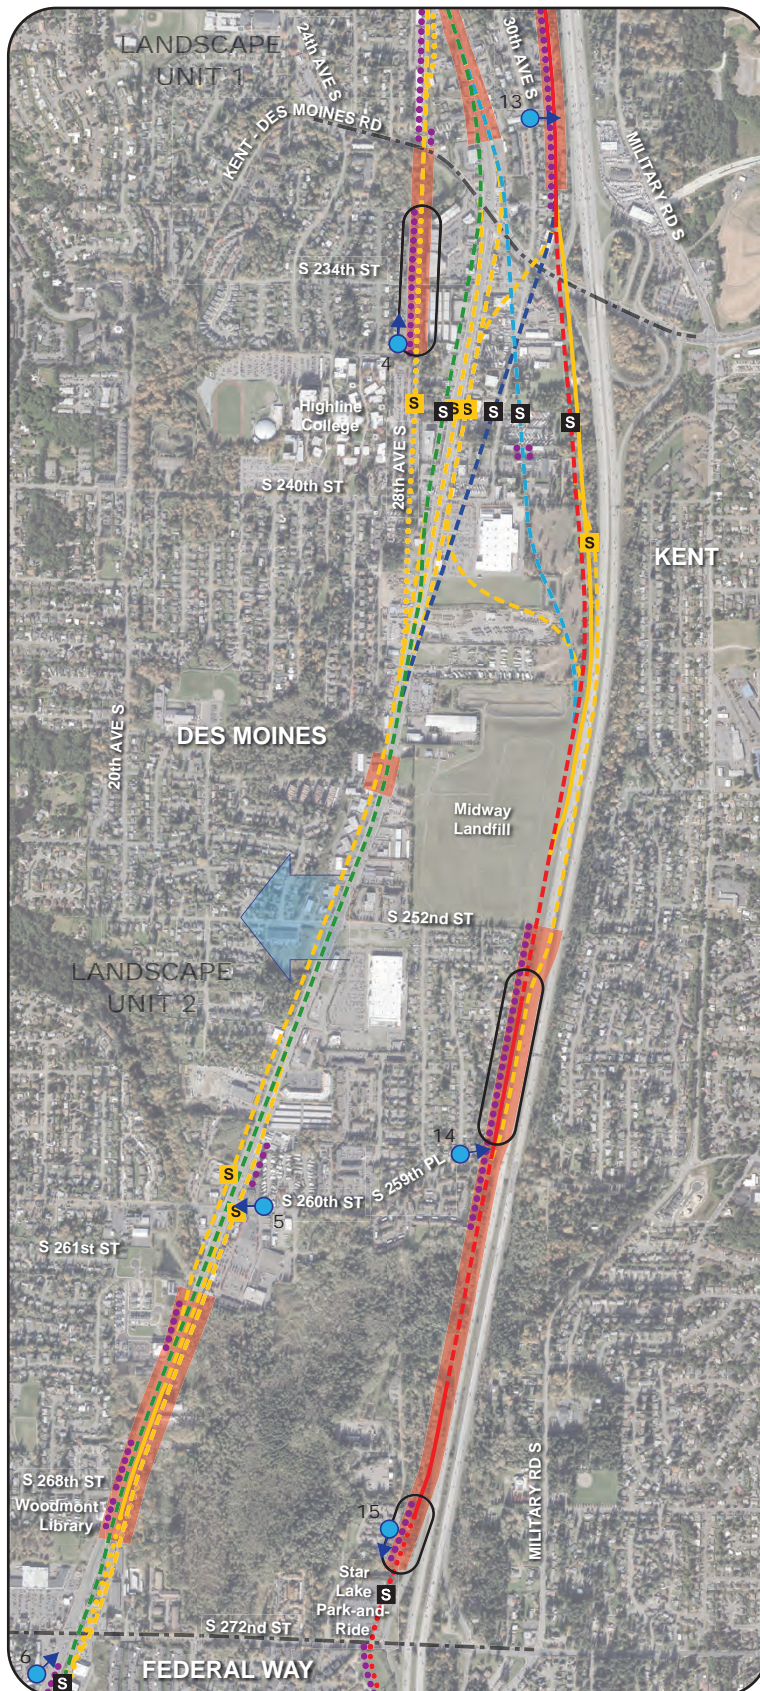 LANDSCAPE
UNIT 1
24th AVE S
30th AVE S
13
KENT - DES MOINES RD
MILITARY RD S
S 234th ST
4
S
S
S
S
S
S
S
Highline
College
28th AVE S
S 240th ST
S
KENT
20th AVE S
DES MOINES
Midway
Landfill
S 252nd ST
LANDSCAPE
UNIT 2
14
S 259th PL
S
S 260th ST
S
5
S 261st ST
MILITARY RD S
S 268th ST
Woodmont
Library
15
Star
Lake
Park-and-
Ride
S
S 272nd ST
6
S
FEDERAL WAY